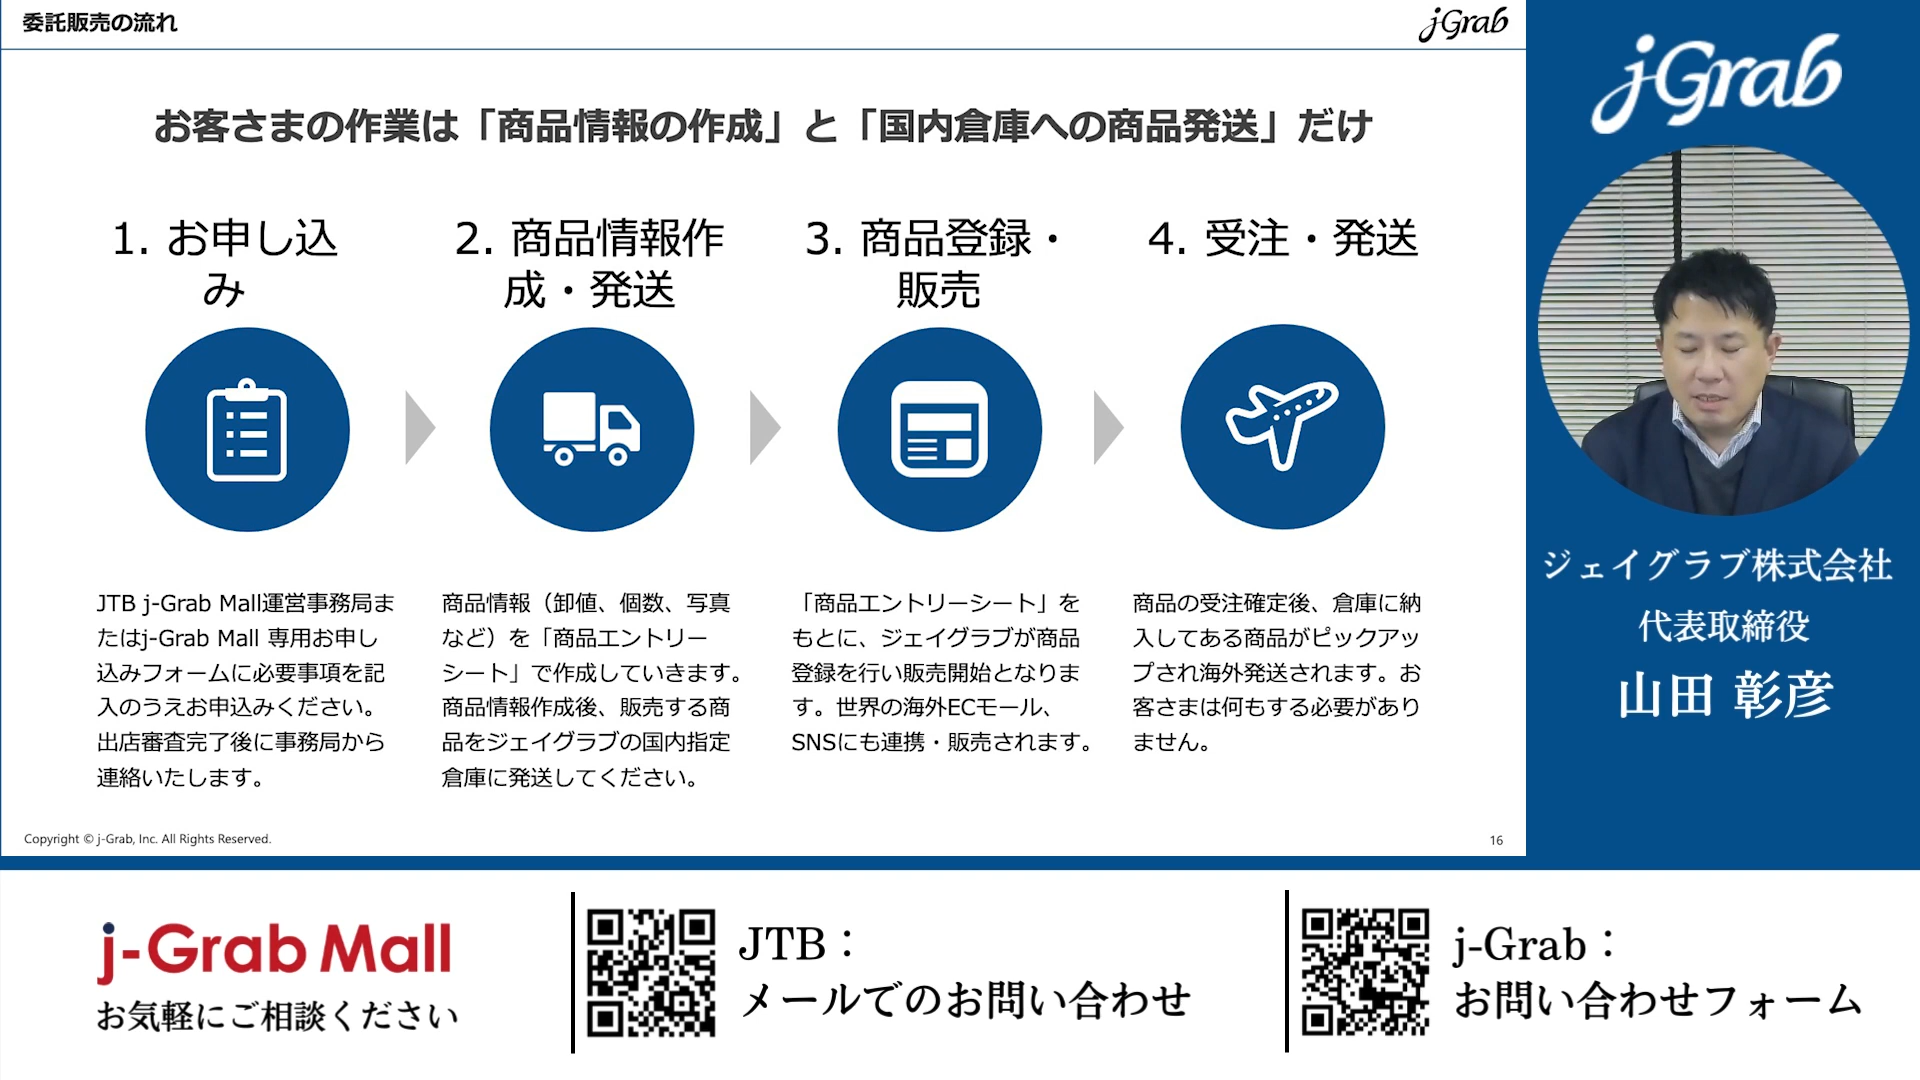 委託販売の流れ
j-Grab
お客さまの作業は「商品情報の作成」と「国内倉庫への商品発送」だけ
1. お申し込
み
2. 商品情報作
成・発送
3. 商品登録・
販売
4. 受注・発送
JTB j-Grab Mall運営事務局ま
たはj-Grab Mall 専用お申し
込みフォームに必要事項を記
入のうえお申込みください。
出店審査完了後に事務局から
連絡いたします。
商品情報（卸値、個数、写真
など）を「商品エントリー
シート」で作成していきます。
商品情報作成後、販売する商
品をジェイグラブの国内指定
倉庫に発送してください。
「商品エントリーシート」を
もとに、ジェイグラブが商品
登録を行い販売開始となりま
す。世界の海外ECモール、
SNSにも連携・販売されます。
商品の受注確定後、倉庫に納
入してある商品がピックアッ
プされ海外発送されます。お
客さまは何もする必要があり
ません。
Copyright © j-Grab, Inc. All Rights Reserved.
16
j-Grab
ジェイグラブ株式会社
代表取締役
山田 彰彦
j-Grab Mall
お気軽にご相談ください
JTB：
メールでのお問い合わせ
j-Grab：
お問い合わせフォーム